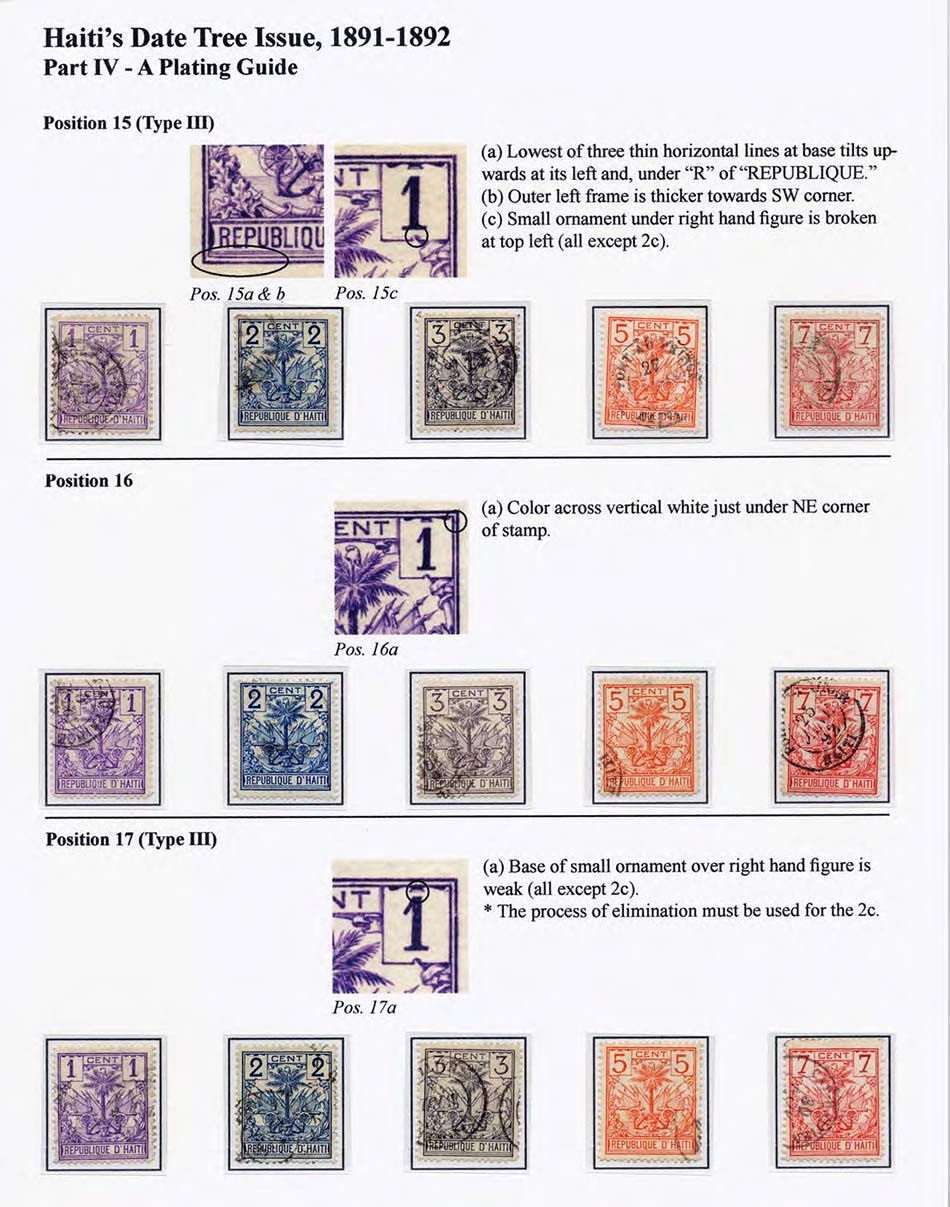 Haiti's Date Tree Issue, 1891-1892
Part IV - A Plating Guide
Position 15 (Type III)
(a) Lowest of three thin horizontal lines at base tilts up-
wards at its left and, under "R" of "REPUBLIQUE."
(b) Outer left frame is thicker towards SW corner.
(c) Small ornament under right hand figure is broken
at top left (all except 2c).
REPUBLIQU
NT 1
Pos. 15a & b
Pos. 15c
1 CENT 1
REPUBLIQUE D'HAITI
2 CENT 2
REPUBLIQUE D'HAITI
3 CENT 3
REPUBLIQUE D'HAITI
5 CENT 5
REPUBLIQUE D'HAITI
7 CENT 7
REPUBLIQUE D'HAITI
Position 16
(a) Color across vertical white just under NE corner
of stamp.
ENT 1
Pos. 16a
1 CENT 1
REPUBLIQUE D'HAITI
2 CENT 2
REPUBLIQUE D'HAITI
3 CENT 3
REPUBLIQUE D'HAITI
5 CENT 5
REPUBLIQUE D'HAITI
7 CENT 7
REPUBLIQUE D'HAITI
Position 17 (Type III)
(a) Base of small ornament over right hand figure is
weak (all except 2c).
* The process of elimination must be used for the 2c.
NT 1
Pos. 17a
1 CENT 1
REPUBLIQUE D'HAITI
2 CENT 2
REPUBLIQUE D'HAITI
3 CENT 3
REPUBLIQUE D'HAITI
5 CENT 5
REPUBLIQUE D'HAITI
7 CENT 7
REPUBLIQUE D'HAITI